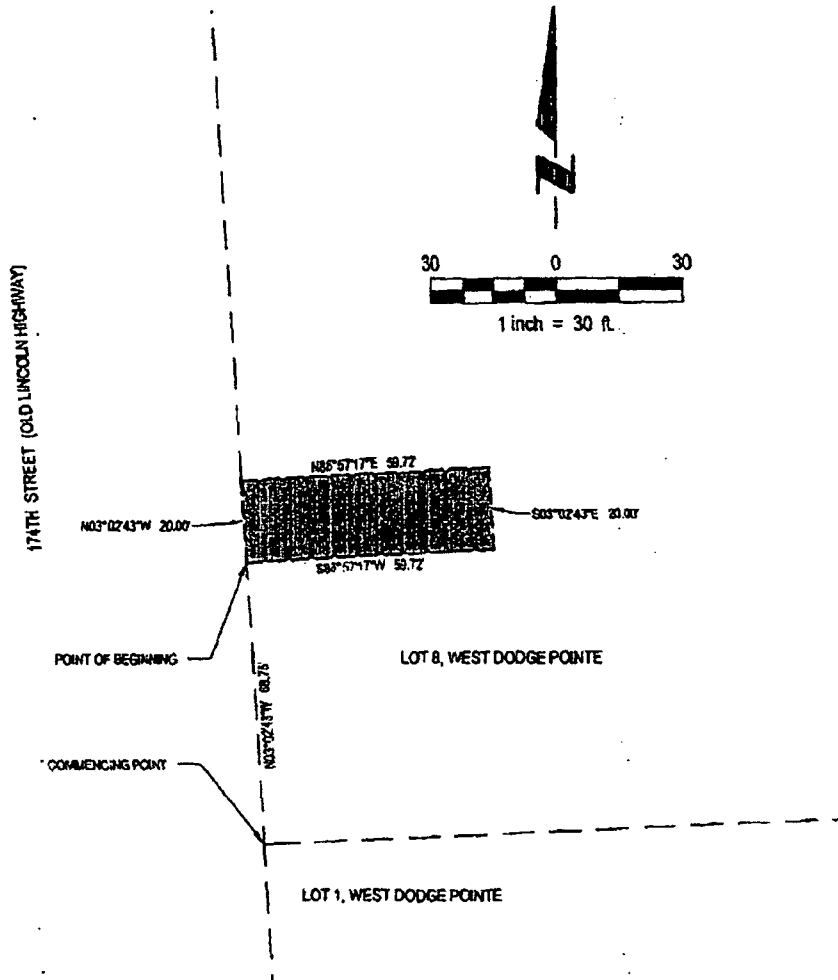 N
30 0 30
1 inch = 30 ft.
174TH STREET (OLD LINCOLN HIGHWAY)
N86°57'17"E 59.72'
N03°02'43"W 20.00'
S03°02'43"E 20.00'
S86°57'17"W 59.72'
POINT OF BEGINNING
LOT 8, WEST DODGE POINTE
N03°02'43"W 68.75'
COMMENCING POINT
LOT 1, WEST DODGE POINTE